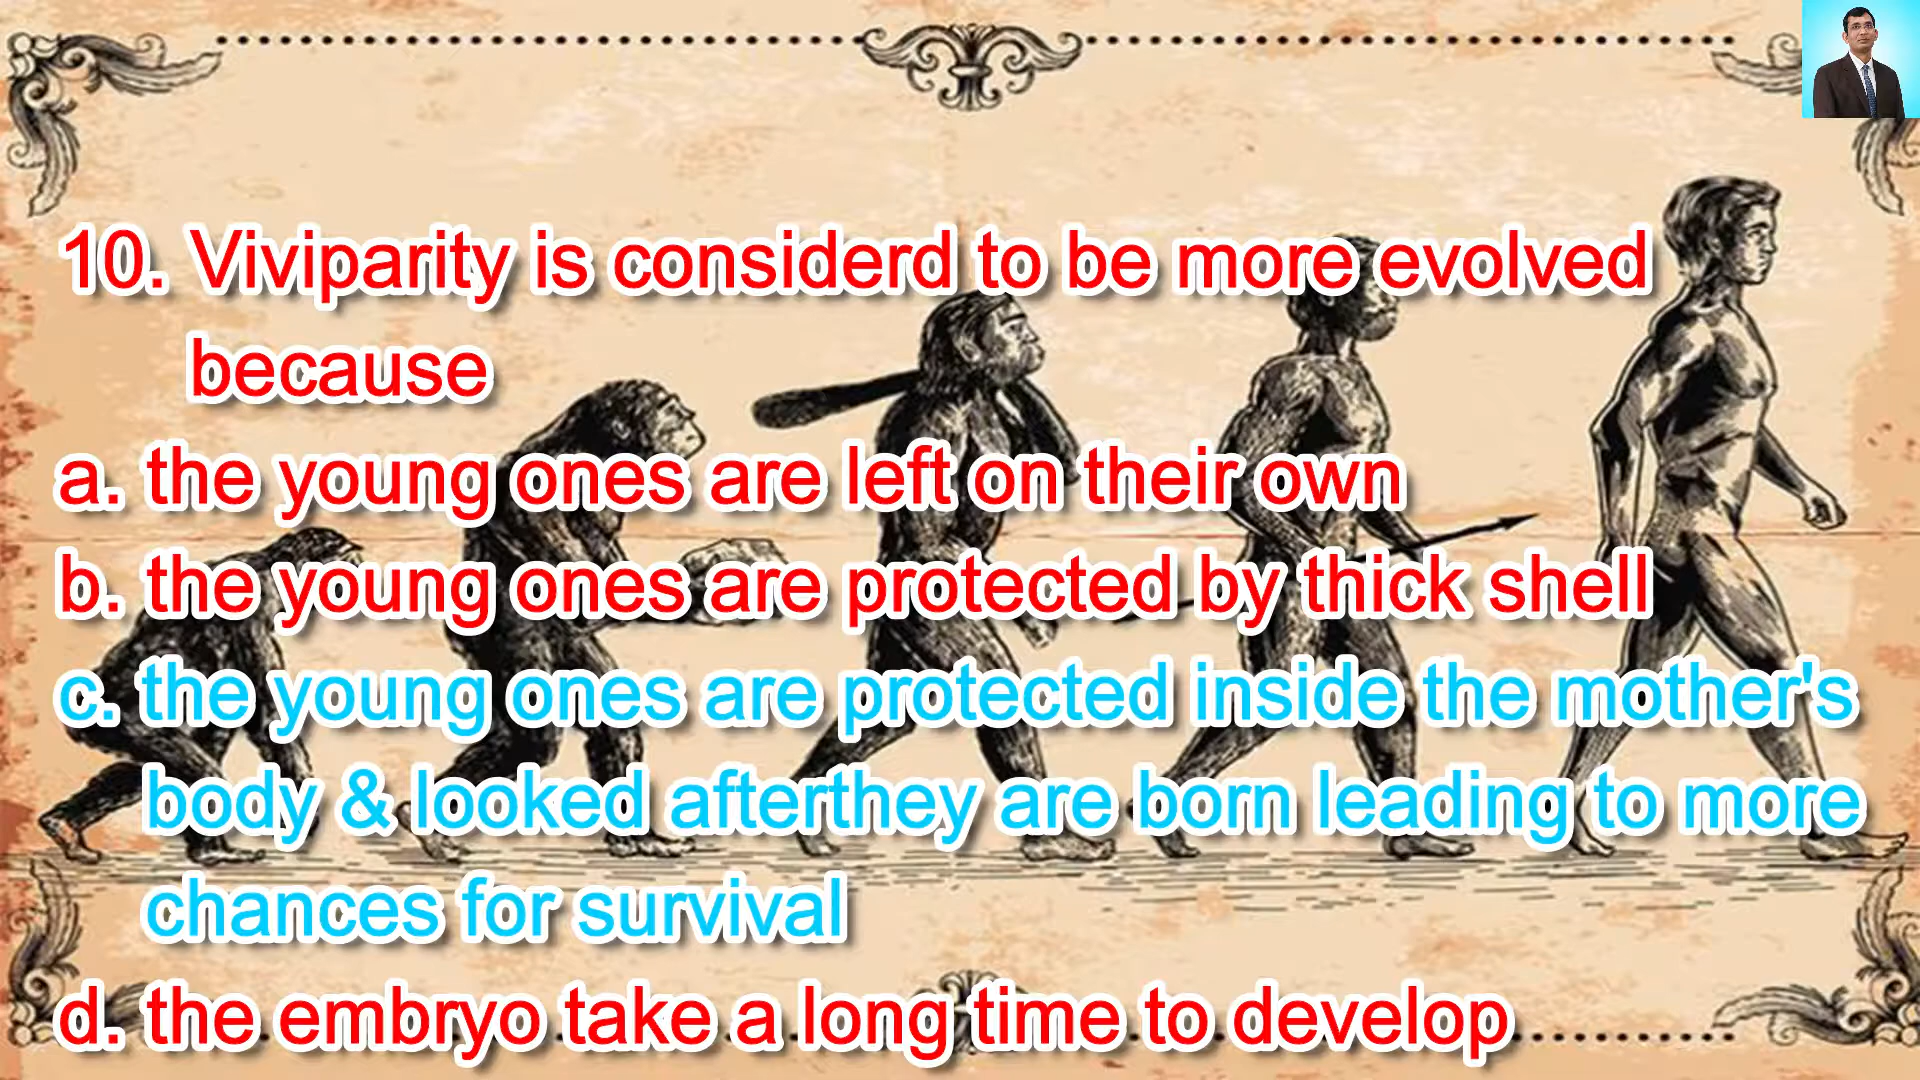 10. Viviparity is considerd to be more evolved
because
a. the young ones are left on their own
b. the young ones are protected by thick shell
c. the young ones are protected inside the mother's
body & looked afterthey are born leading to more
chances for survival
d. the embryo take a long time to develop